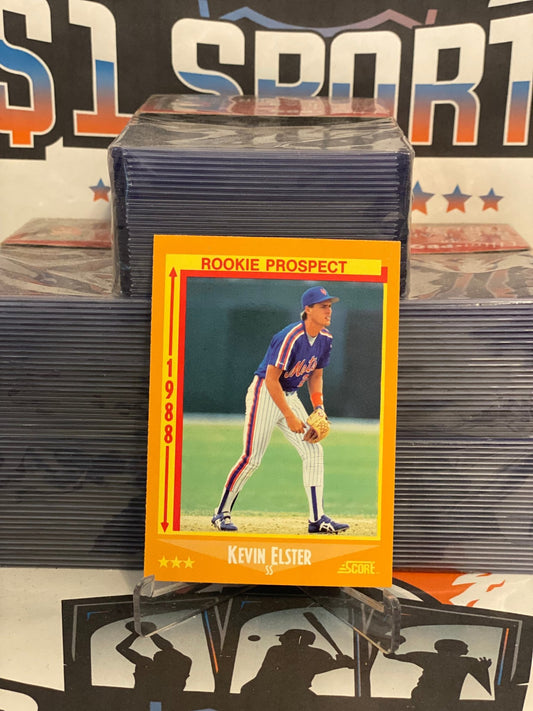 $1 SPORT
ROOKIE PROSPECT
1988
Mets
KEVIN ELSTER
SS
SCORE